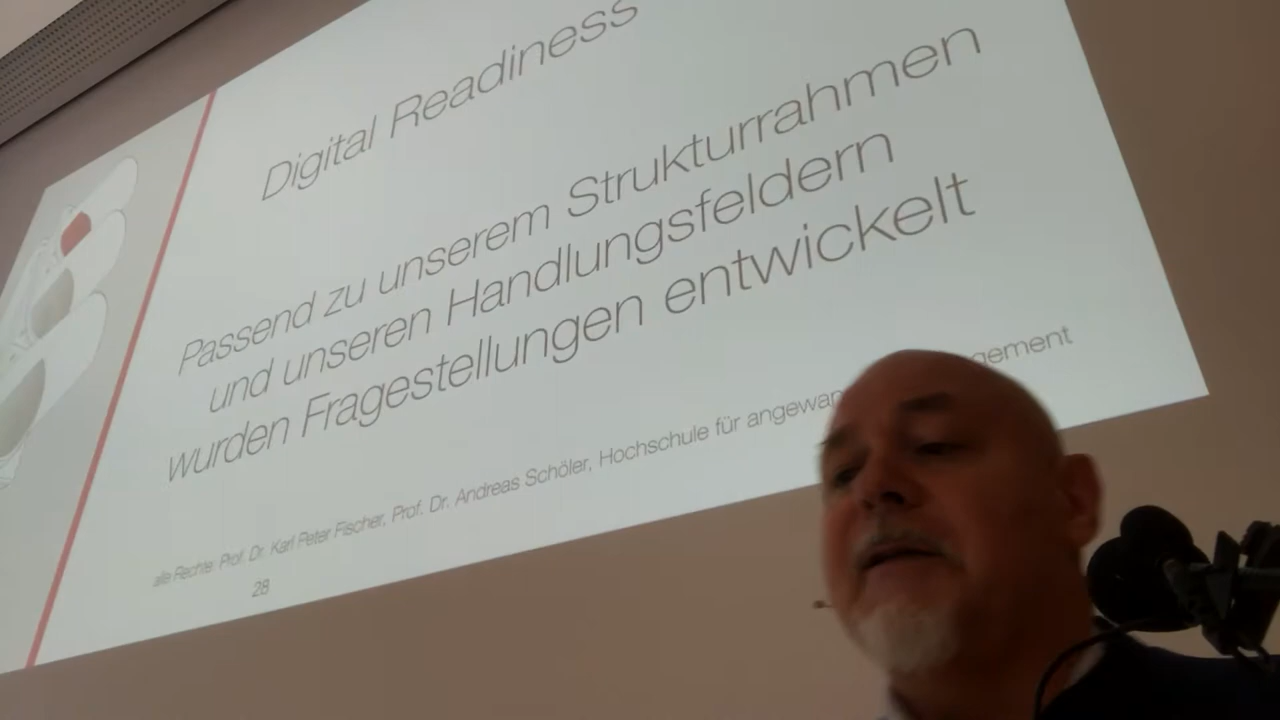 Digital Readiness
Passend zu unserem Strukturrahmen
und unseren Handlungsfeldern
wurden Fragestellungen entwickelt
alle Rechte: Prof. Dr. Karl Peter Fischer, Prof. Dr. Andreas Schöler, Hochschule für
28